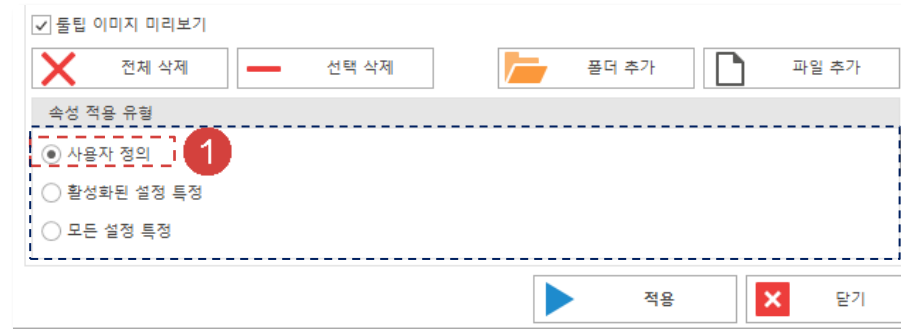 툴팁 이미지 미리보기
전체 삭제 선택 삭제 폴더 추가 파일 추가
속성 적용 유형
사용자 정의 1
활성화된 설정 특정
모든 설정 특정
적용 닫기